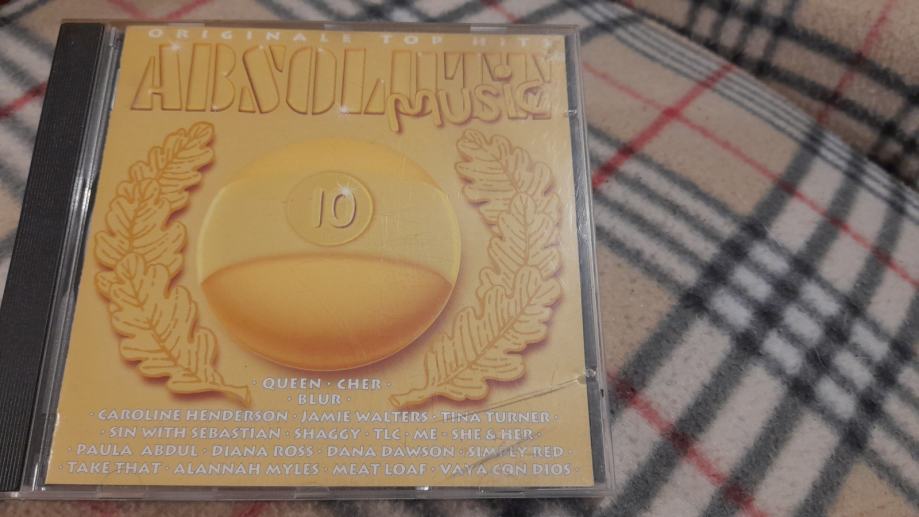 ORIGINALE TOP HITS
ABSOLUTE
MUSIC
10
· QUEEN · CHER ·
· BLUR ·
· CAROLINE HENDERSON · JAMIE WALTERS · TINA TURNER ·
· SIN WITH SEBASTIAN · SHAGGY · TLC · ME · SHE & HER ·
· PAULA ABDUL · DIANA ROSS · DANA DAWSON · SIMPLY RED ·
· TAKE THAT · ALANNAH MYLES · MEAT LOAF · VAYA CON DIOS ·